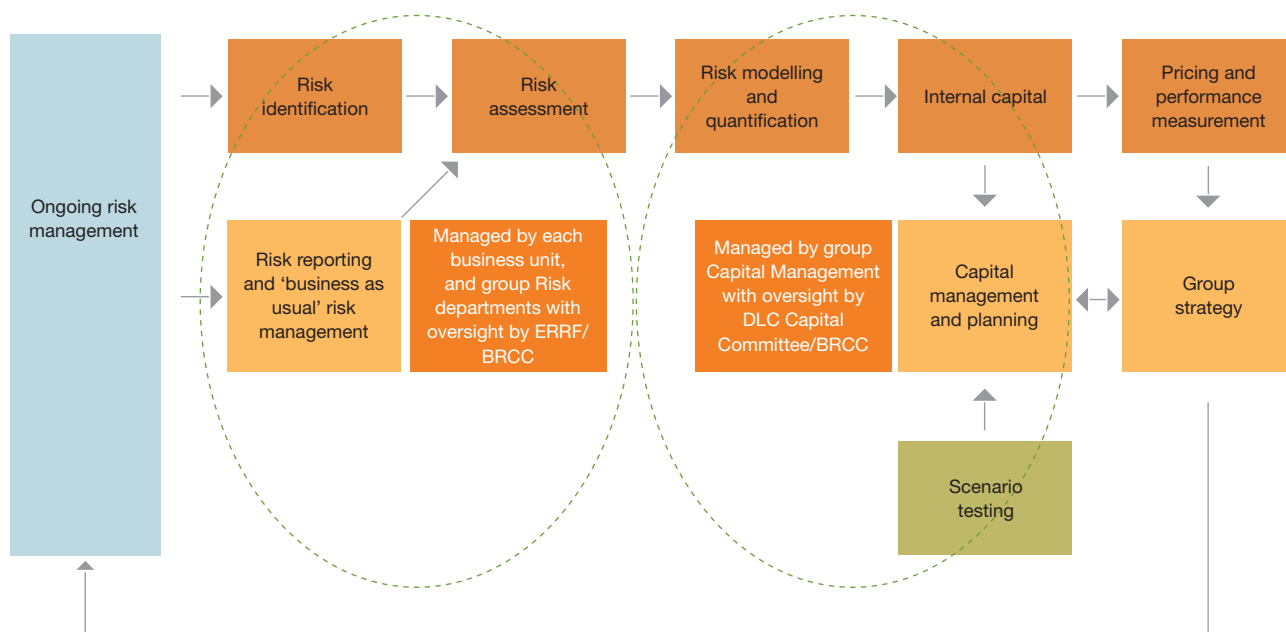 Ongoing risk
management
Risk
identification
Risk
assessment
Risk modelling
and
quantification
Internal capital
Pricing and
performance
measurement
Risk reporting
and ‘business as
usual’ risk
management
Managed by each
business unit,
and group Risk
departments with
oversight by ERRF/
BRCC
Managed by group
Capital Management
with oversight by
DLC Capital
Committee/BRCC
Capital
management
and planning
Group
strategy
Scenario
testing